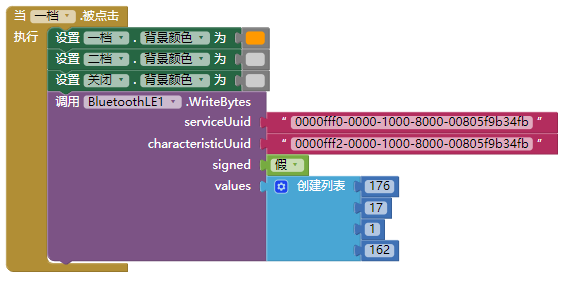 当 一档 .被点击
执行 设置 一档 . 背景颜色 为
设置 二档 . 背景颜色 为
设置 关闭 . 背景颜色 为
调用 BluetoothLE1 .WriteBytes
serviceUuid “ 0000fff0-0000-1000-8000-00805f9b34fb ”
characteristicUuid “ 0000fff2-0000-1000-8000-00805f9b34fb ”
signed 假
values 创建列表 176
17
1
162